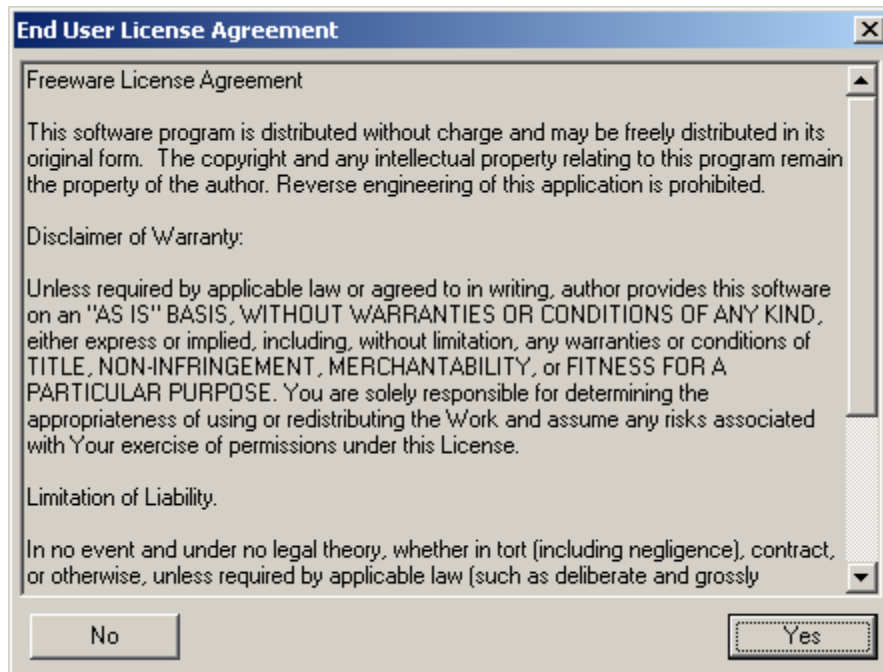 End User License Agreement
Freeware License Agreement
This software program is distributed without charge and may be freely distributed in its
original form.  The copyright and any intellectual property relating to this program remain
the property of the author. Reverse engineering of this application is prohibited.
Disclaimer of Warranty:
Unless required by applicable law or agreed to in writing, author provides this software
on an "AS IS" BASIS, WITHOUT WARRANTIES OR CONDITIONS OF ANY KIND,
either express or implied, including, without limitation, any warranties or conditions of
TITLE, NON-INFRINGEMENT, MERCHANTABILITY, or FITNESS FOR A
PARTICULAR PURPOSE. You are solely responsible for determining the
appropriateness of using or redistributing the Work and assume any risks associated
with Your exercise of permissions under this License.
Limitation of Liability.
In no event and under no legal theory, whether in tort (including negligence), contract,
or otherwise, unless required by applicable law (such as deliberate and grossly
No
Yes